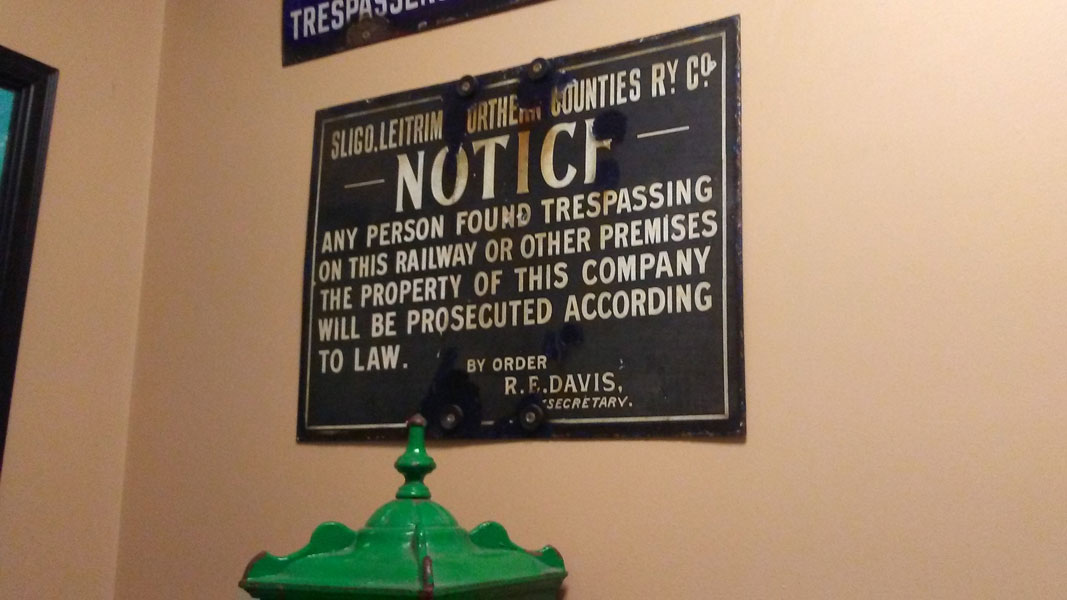 TRESPASSERS
SLIGO, LEITRIM NORTHERN COUNTIES RY. CO.
NOTICE
ANY PERSON FOUND TRESPASSING
ON THIS RAILWAY OR OTHER PREMISES
THE PROPERTY OF THIS COMPANY
WILL BE PROSECUTED ACCORDING
TO LAW.
BY ORDER
R.E.DAVIS,
SECRETARY.